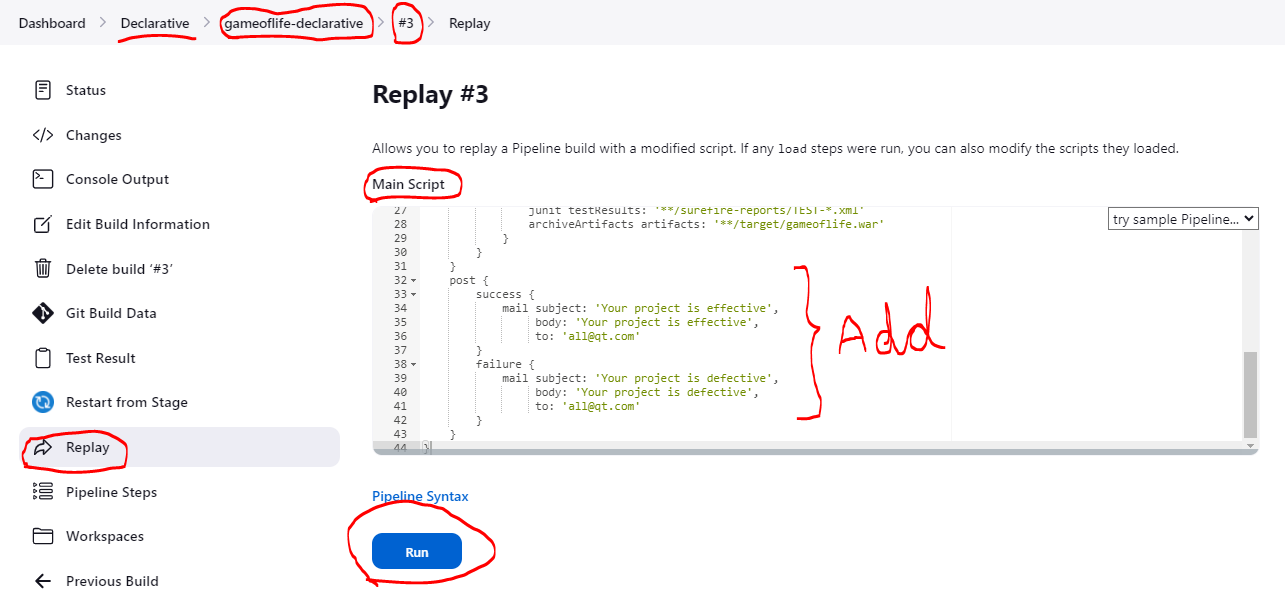 Dashboard > Declarative > gameoflife-declarative > #3 > Replay
Status
Changes
Console Output
Edit Build Information
Delete build ‘#3’
Git Build Data
Test Result
Restart from Stage
Replay
Pipeline Steps
Workspaces
Previous Build
Replay #3
Allows you to replay a Pipeline build with a modified script. If any load steps were run, you can also modify the scripts they loaded.
Main Script
try sample Pipeline...
27 junit testResults: '**/surefire-reports/TEST-*.xml'
28 archiveArtifacts artifacts: '**/target/gameoflife.war'
29 }
30 }
31 }
32 post {
33 success {
34 mail subject: 'Your project is effective',
35 body: 'Your project is effective',
36 to: 'all@qt.com'
37 }
38 failure {
39 mail subject: 'Your project is defective',
40 body: 'Your project is defective',
41 to: 'all@qt.com'
42 }
43 }
44 }
Add
Pipeline Syntax
Run